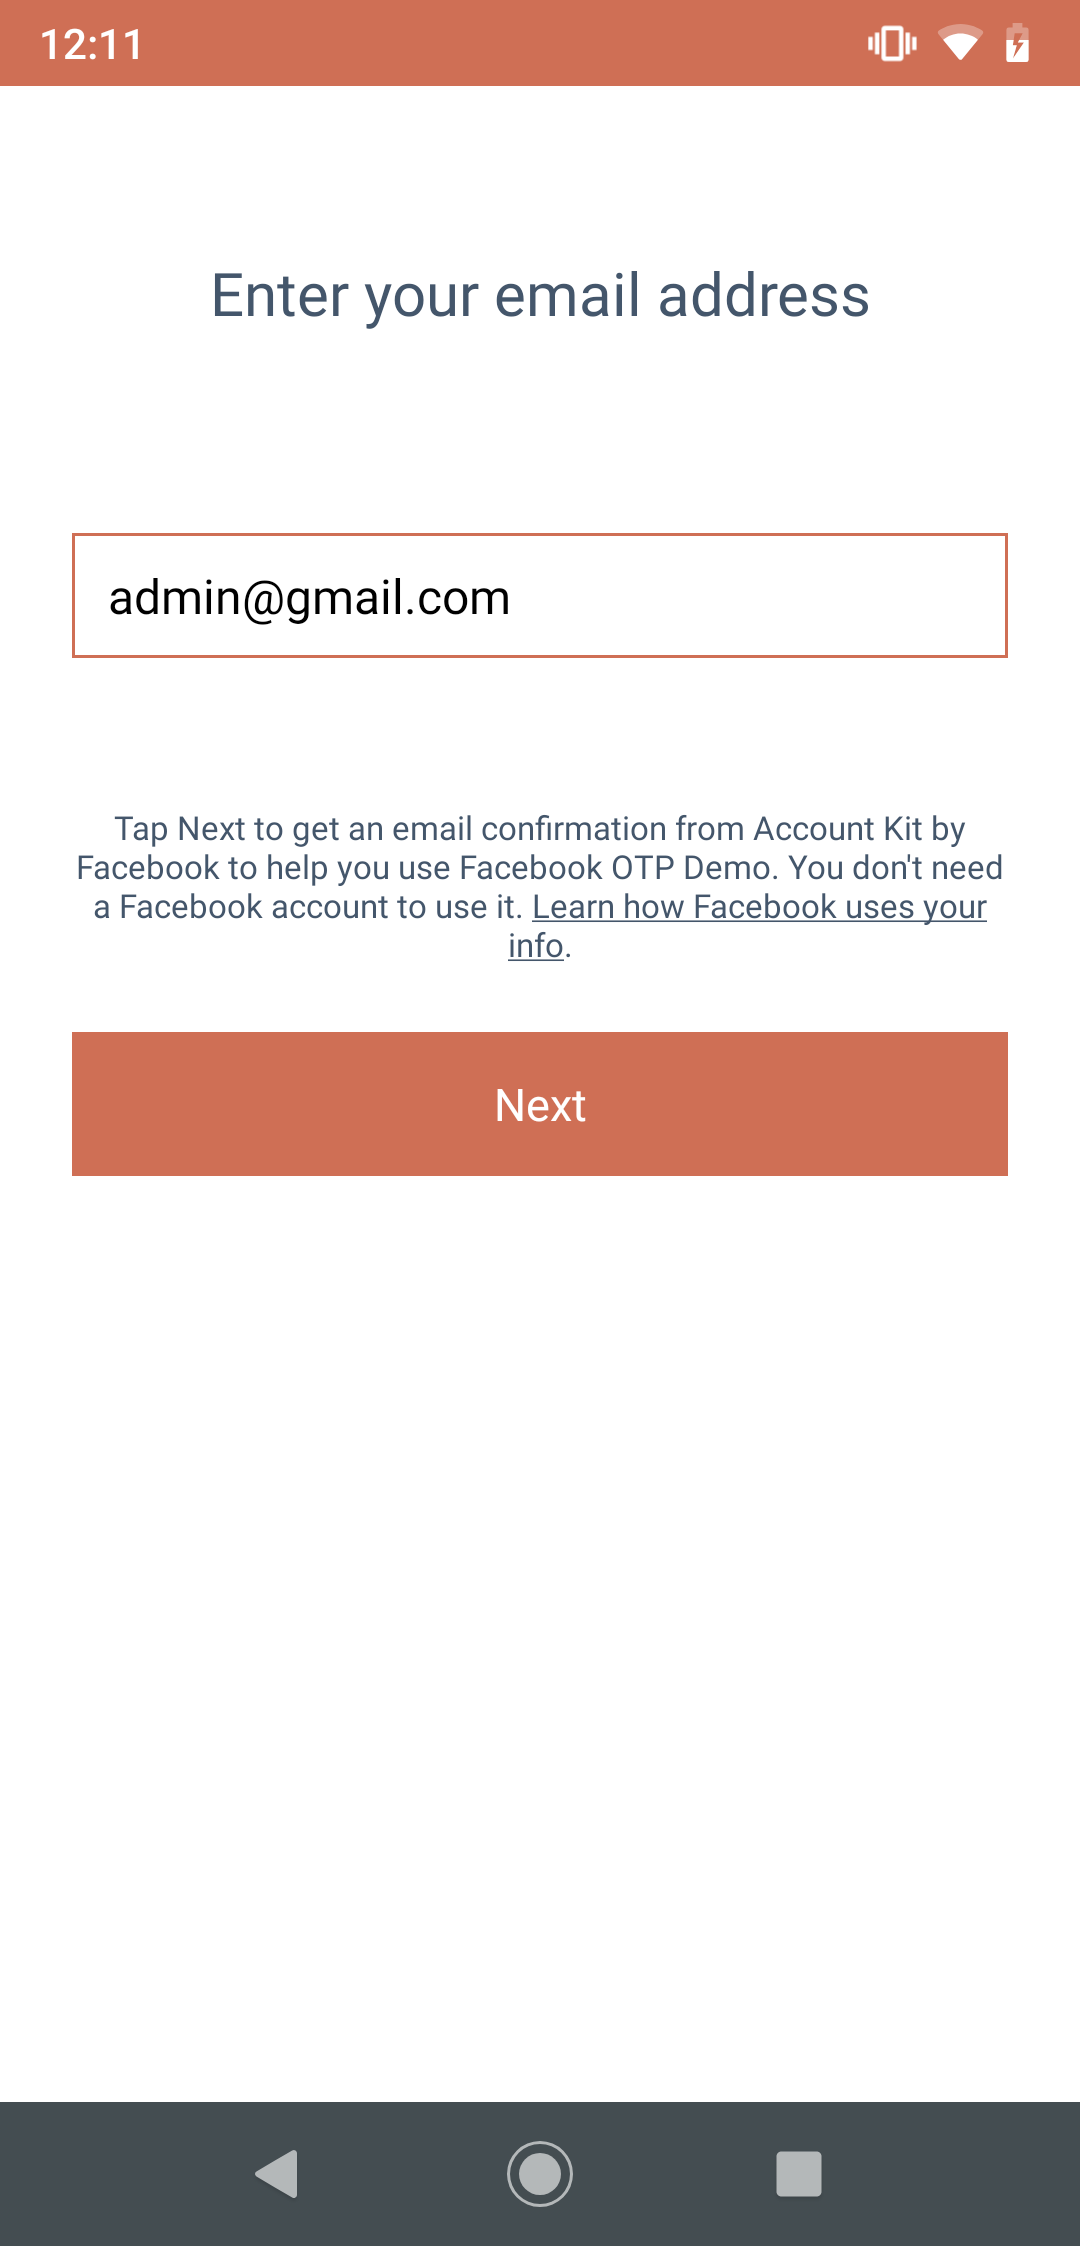 12:11
Enter your email address
admin@gmail.com
Tap Next to get an email confirmation from Account Kit by
Facebook to help you use Facebook OTP Demo. You don't need
a Facebook account to use it. Learn how Facebook uses your
info.
Next